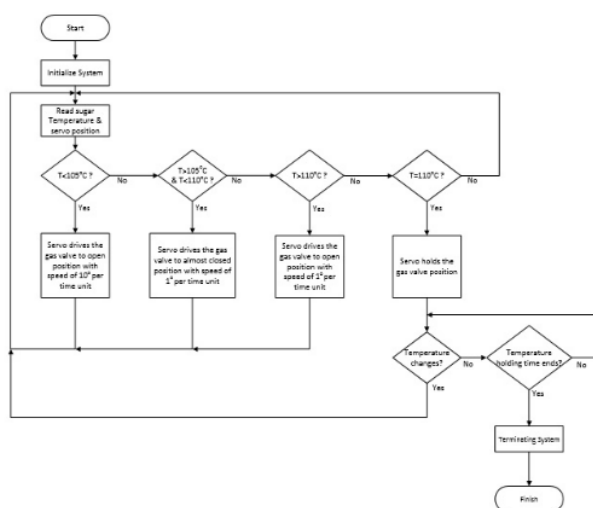 Start
Initialize System
Read sugar
Temperature &
servo position
T<105°C ?
No
T>105°C
& T<110°C ?
No
T>110°C ?
No
T=110°C ?
No
Yes
Yes
Yes
Yes
Servo drives the
gas valve to open
position with
speed of 10° per
time unit
Servo drives the gas
valve to almost closed
position with speed of
1° per time unit
Servo drives the
gas valve to open
position with
speed of 1° per
time unit
Servo holds the
gas valve position
Temperature
changes?
No
Temperature
holding time ends?
No
Yes
Yes
Terminating System
Finish